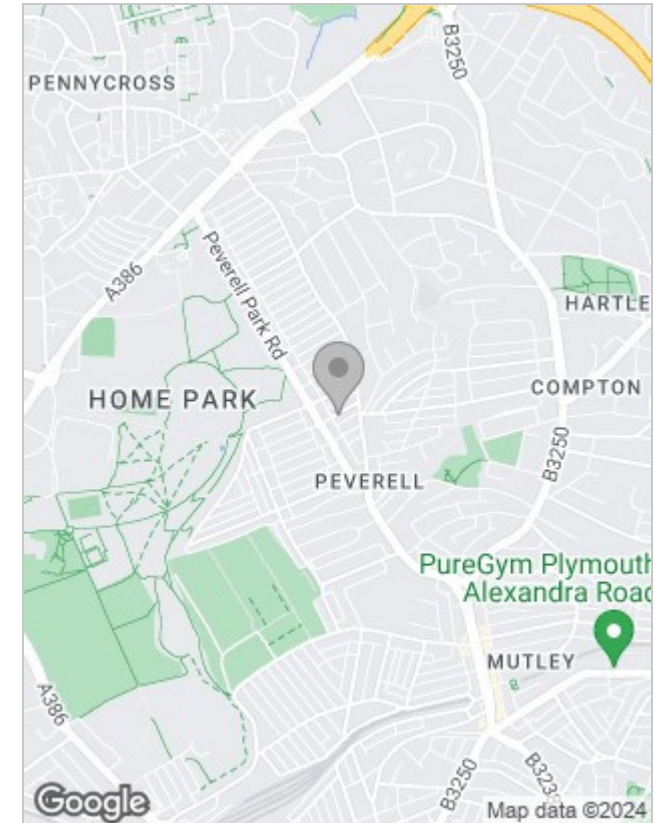 PENNYCROSS
B3250
A386
Peverell Park Rd
HARTLE
HOME PARK
COMPTON
B3250
PEVERELL
PureGym Plymouth
Alexandra Road
MUTLEY
A386
B3250
B3238
Google
Map data ©2024